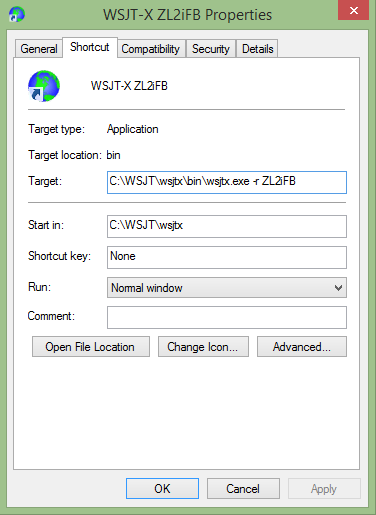 WSJT-X ZL2iFB Properties
General Shortcut Compatibility Security Details
WSJT-X ZL2iFB
Target type: Application
Target location: bin
Target: C:\WSJT\wsjtx\bin\wsjtx.exe -r ZL2iFB
Start in: C:\WSJT\wsjtx
Shortcut key: None
Run: Normal window
Comment:
Open File Location Change Icon... Advanced...
OK Cancel Apply